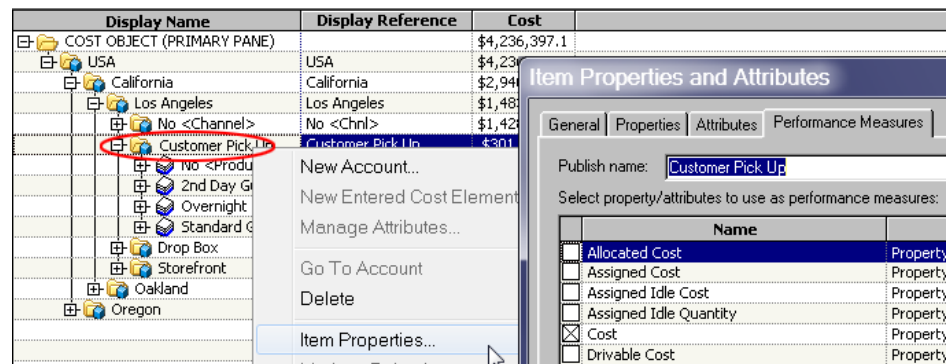 Display Name Display Reference Cost
COST OBJECT (PRIMARY PANE) $4,236,397.1
USA USA
California California
Los Angeles Los Angeles
No <Channel> No <Chnl>
Customer Pick Up Customer Pick Up $301
No <Produ
2nd Day G
Overnight
Standard G
Drop Box
Storefront
Oakland
Oregon
New Account...
New Entered Cost Element
Manage Attributes...
Go To Account
Delete
Item Properties...
Item Properties and Attributes
General Properties Attributes Performance Measures
Publish name: Customer Pick Up
Select property/attributes to use as performance measures:
Name
Allocated Cost Property
Assigned Cost Property
Assigned Idle Cost Property
Assigned Idle Quantity Property
Cost Property
Drivable Cost Property